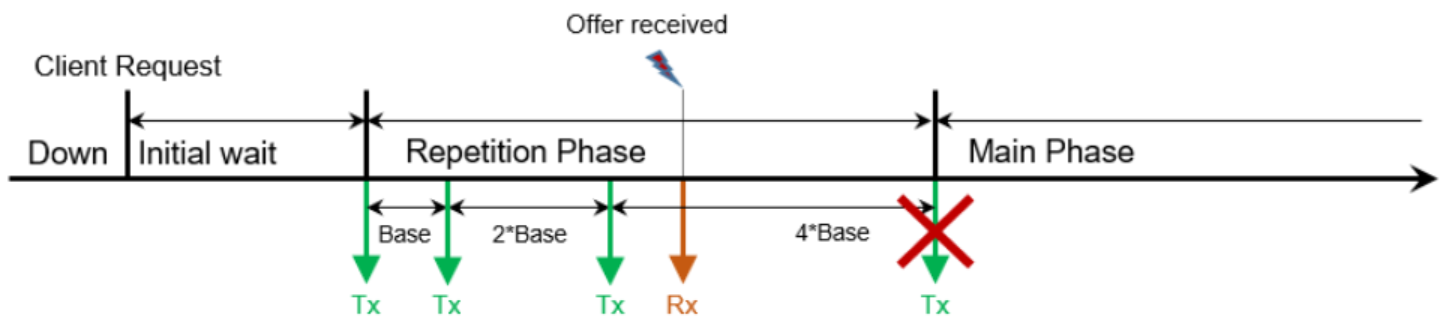 Offer received
Client Request
Down Initial wait Repetition Phase Main Phase
Base 2*Base 4*Base
Tx Tx Tx Rx Tx